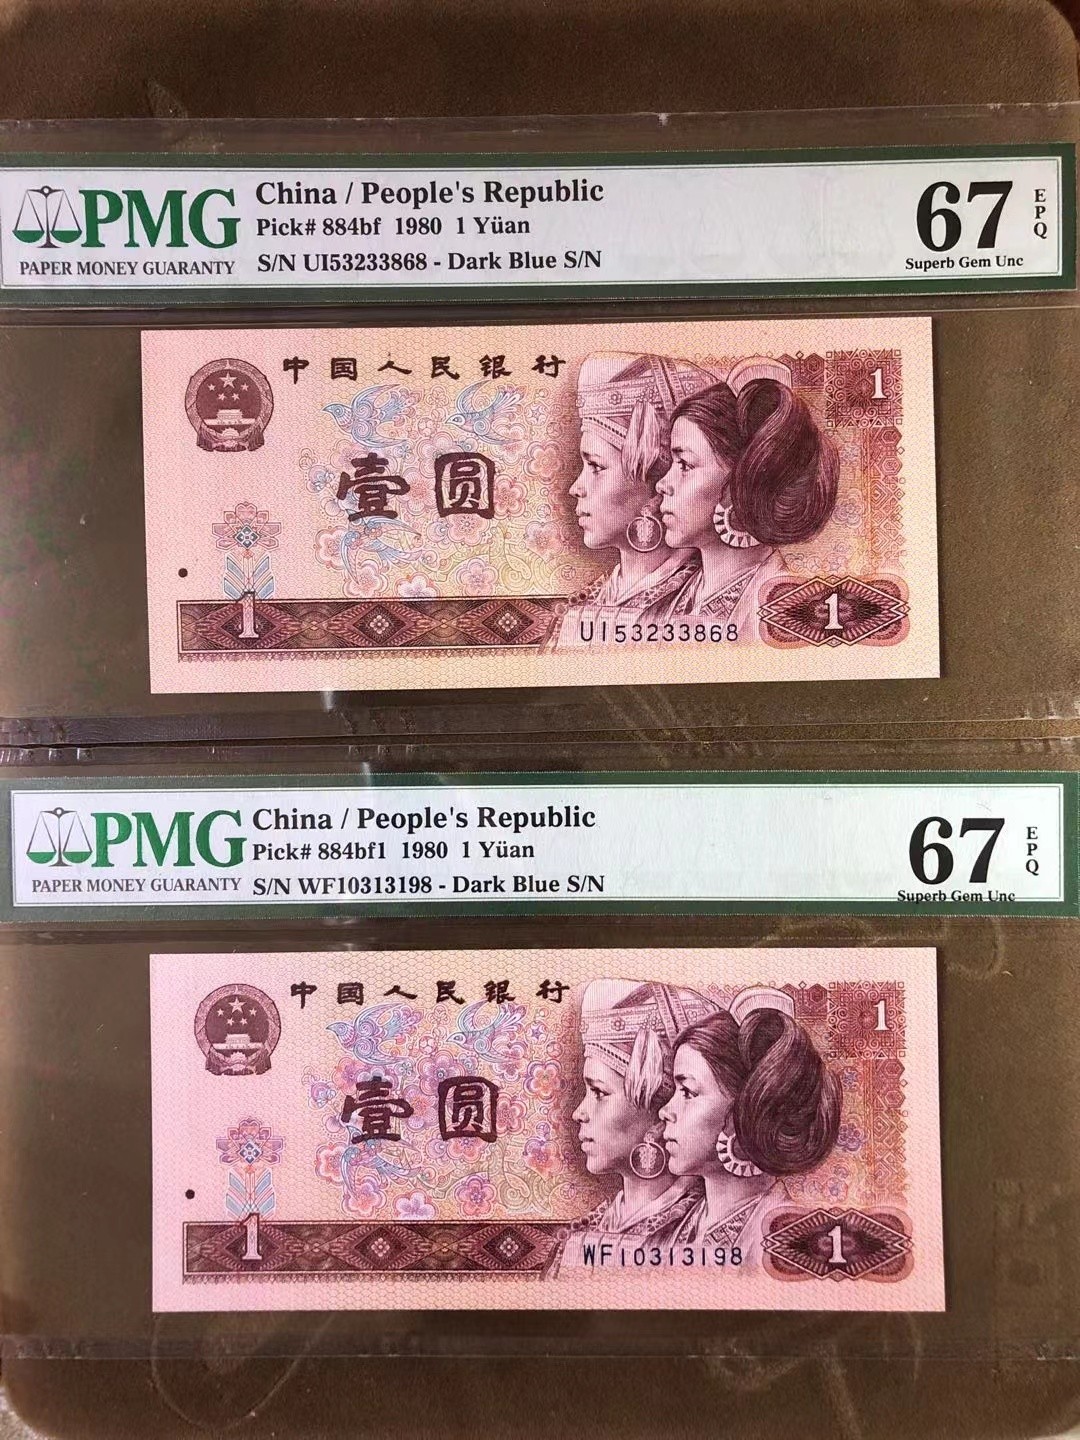 PMG
PAPER MONEY GUARANTY
China / People's Republic
Pick# 884bf 1980 1 Yüan
S/N UI53233868 - Dark Blue S/N
67
EPQ
Superb Gem Unc
中国人民银行
1
壹圆
1
UI53233868
1
PMG
PAPER MONEY GUARANTY
China / People's Republic
Pick# 884bf1 1980 1 Yüan
S/N WF10313198 - Dark Blue S/N
67
EPQ
Superb Gem Unc
中国人民银行
1
壹圆
1
WF10313198
1